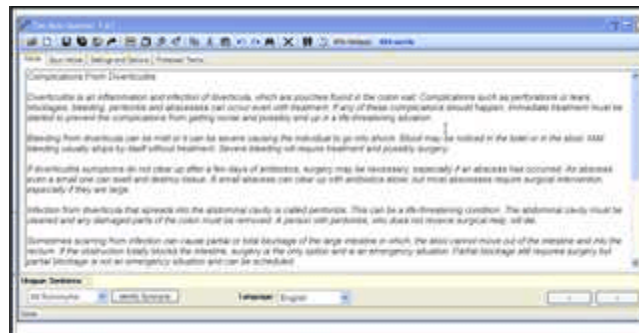 Complications From Diverticulitis
Diverticulitis is an inflammation and infection of diverticula, which are pouches found in the colon wall. Complications such as perforations or tears,
blockages, bleeding, peritonitis and abscesses can occur even with treatment. If any of these complications should happen, immediate treatment must be
started to prevent the complications from getting worse and possibly end up in a life-threatening situation.
Bleeding from diverticula can be mild or it can be severe causing the individual to go into shock. Blood may be noticed in the toilet or in the stool. Mild
bleeding usually stops by itself without treatment. Severe bleeding will require treatment and possibly surgery.
If diverticulitis symptoms do not clear up after a few days of antibiotics, surgery may be necessary, especially if an abscess has occurred. An abscess
even a small one can swell and destroy tissue. A small abscess can clear up with antibiotics alone, but most abscesses require surgical intervention,
especially if they are large.
Infection from diverticula that spreads into the abdominal cavity is called peritonitis. This can be a life-threatening condition. The abdominal cavity must be
cleaned and any damaged parts of the colon must be removed. A person with peritonitis, who does not receive surgical help, will die.
Sometimes scarring from infection can cause partial or total blockage of the large intestine in which, the stool cannot move out of the intestine and into the
rectum. If the obstruction totally blocks the intestine, surgery is the only option and is an emergency situation. Partial blockage still requires surgery but
partial blockage is not an emergency situation and can be scheduled.
Unique Sentence
All Synonyms Identify Synonyms Language: English